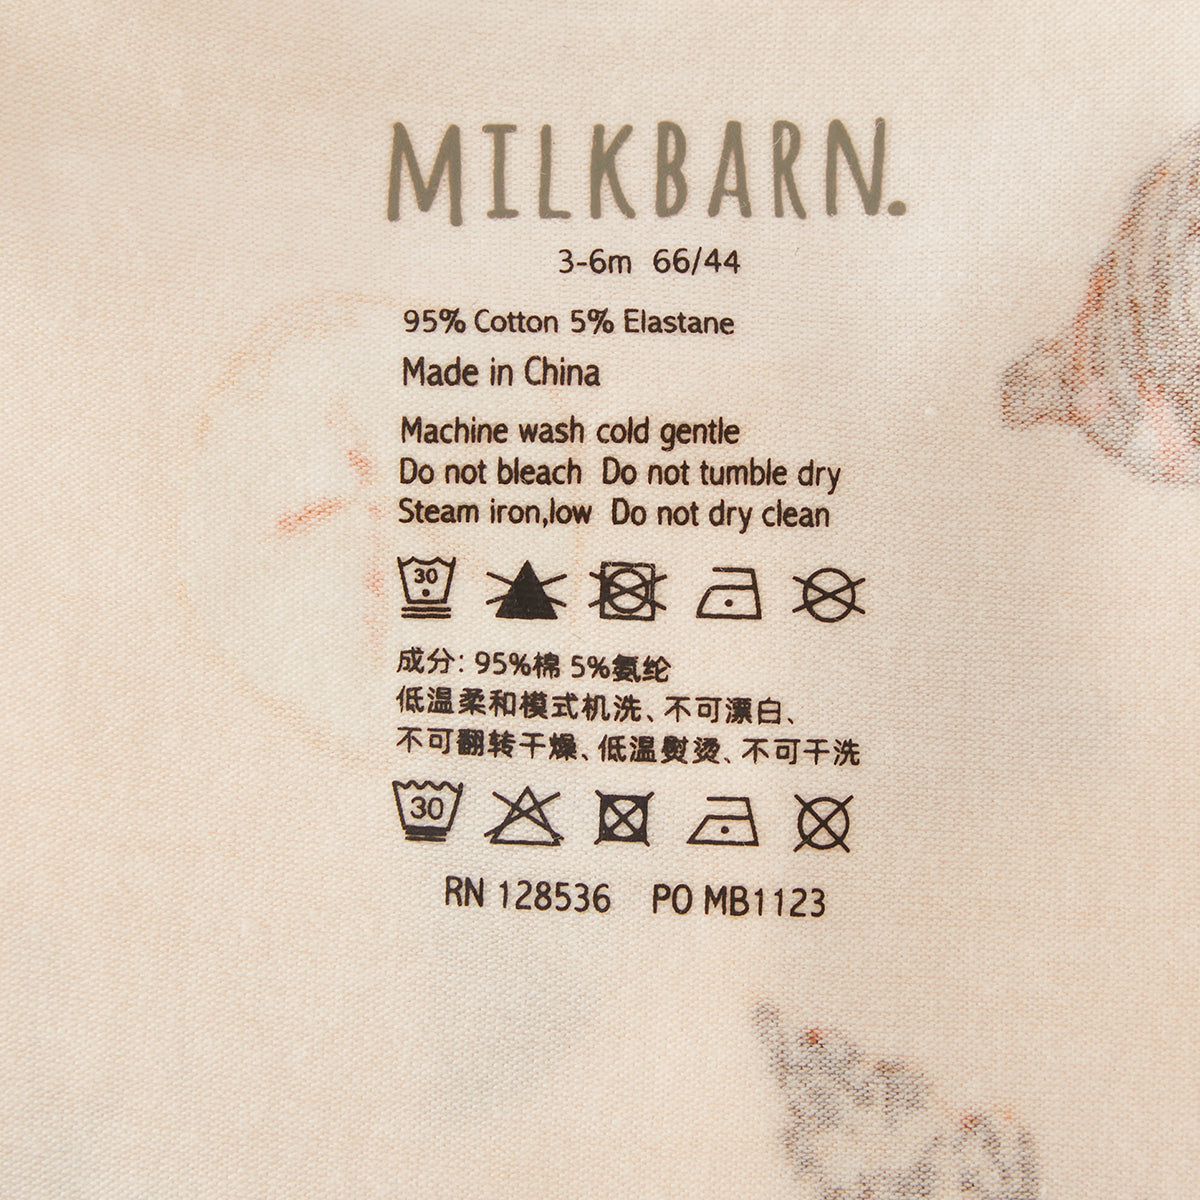 MILKBARN.
3-6m 66/44
95% Cotton 5% Elastane
Made in China
Machine wash cold gentle
Do not bleach Do not tumble dry
Steam iron,low Do not dry clean
30
成分: 95%棉 5%氨纶
低温柔和模式机洗、不可漂白、
不可翻转干燥、低温熨烫、不可干洗
30
RN 128536 PO MB1123